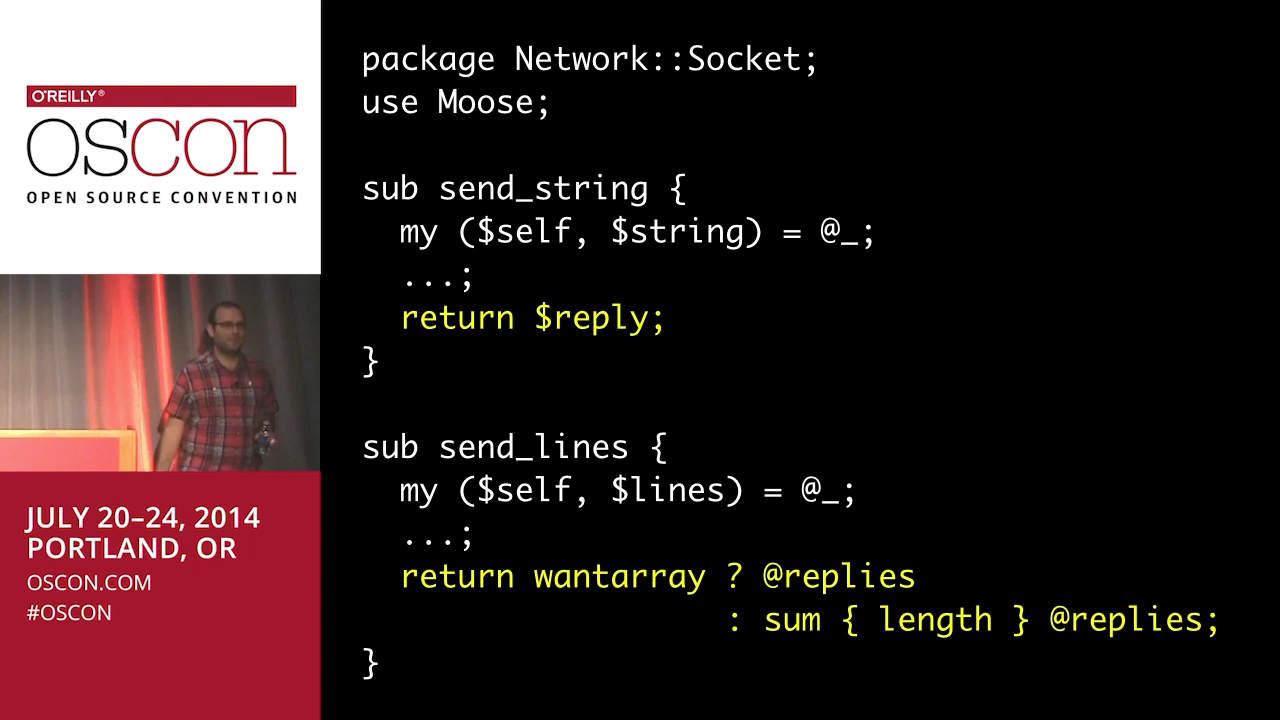 O'REILLY®
OSCON
OPEN SOURCE CONVENTION
JULY 20–24, 2014
PORTLAND, OR
OSCON.COM
#OSCON
package Network::Socket;
use Moose;
sub send_string {
  my ($self, $string) = @_;
  ...;
  return $reply;
}
sub send_lines {
  my ($self, $lines) = @_;
  ...;
  return wantarray ? @replies
                   : sum { length } @replies;
}